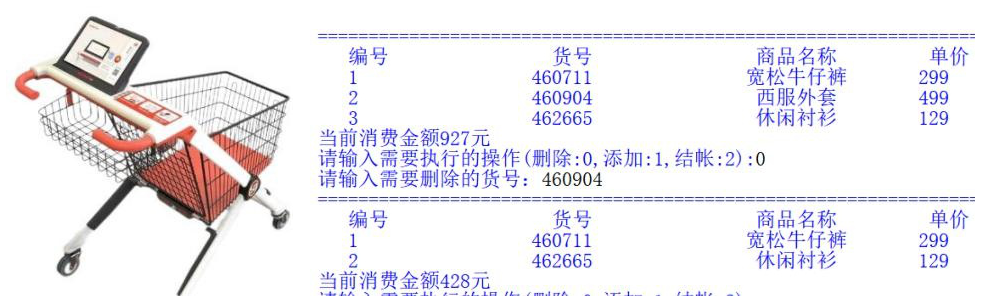 编号 货号 商品名称 单价
1 460711 宽松牛仔裤 299
2 460904 西服外套 499
3 462665 休闲衬衫 129
当前消费金额927元
请输入需要执行的操作(删除:0,添加:1,结帐:2):0
请输入需要删除的货号: 460904
编号 货号 商品名称 单价
1 460711 宽松牛仔裤 299
2 462665 休闲衬衫 129
当前消费金额428元